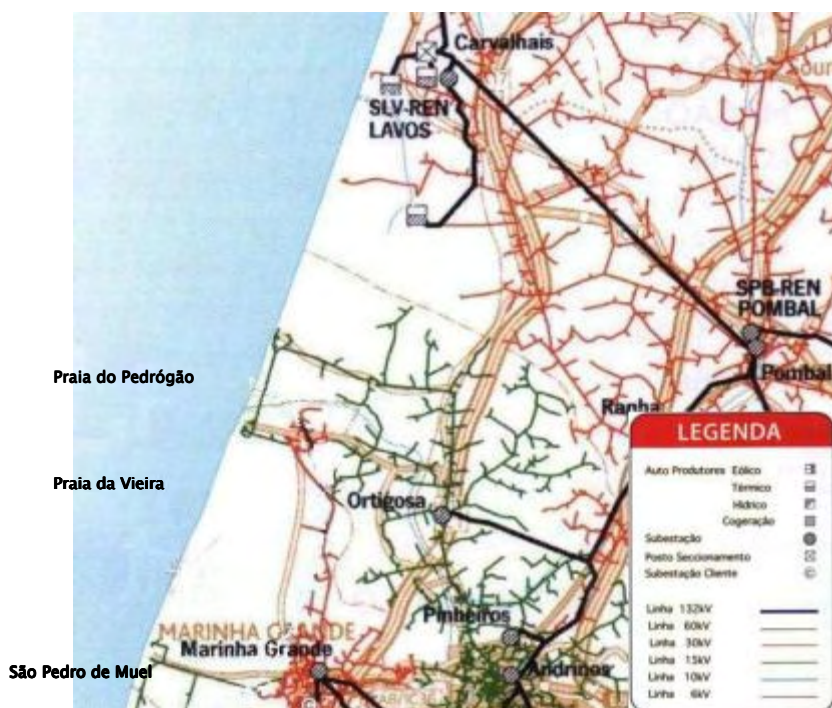 Carvalhais
SLV-REN
LAVOS
SPB-REN
POMBAL
Pombal
Praia do Pedrógão
Ranha
Praia da Vieira
Ortigosa
Pinheiros
MARINHA GRANDE
Marinha Grande
Andrinos
São Pedro de Muel
LEGENDA
Auto Produtores Eólico
Térmico
Hídrico
Cogeração
Subestação
Posto Seccionamento
Subestação Cliente
Linha 132kV
Linha 60kV
Linha 30kV
Linha 15kV
Linha 10kV
Linha 6kV